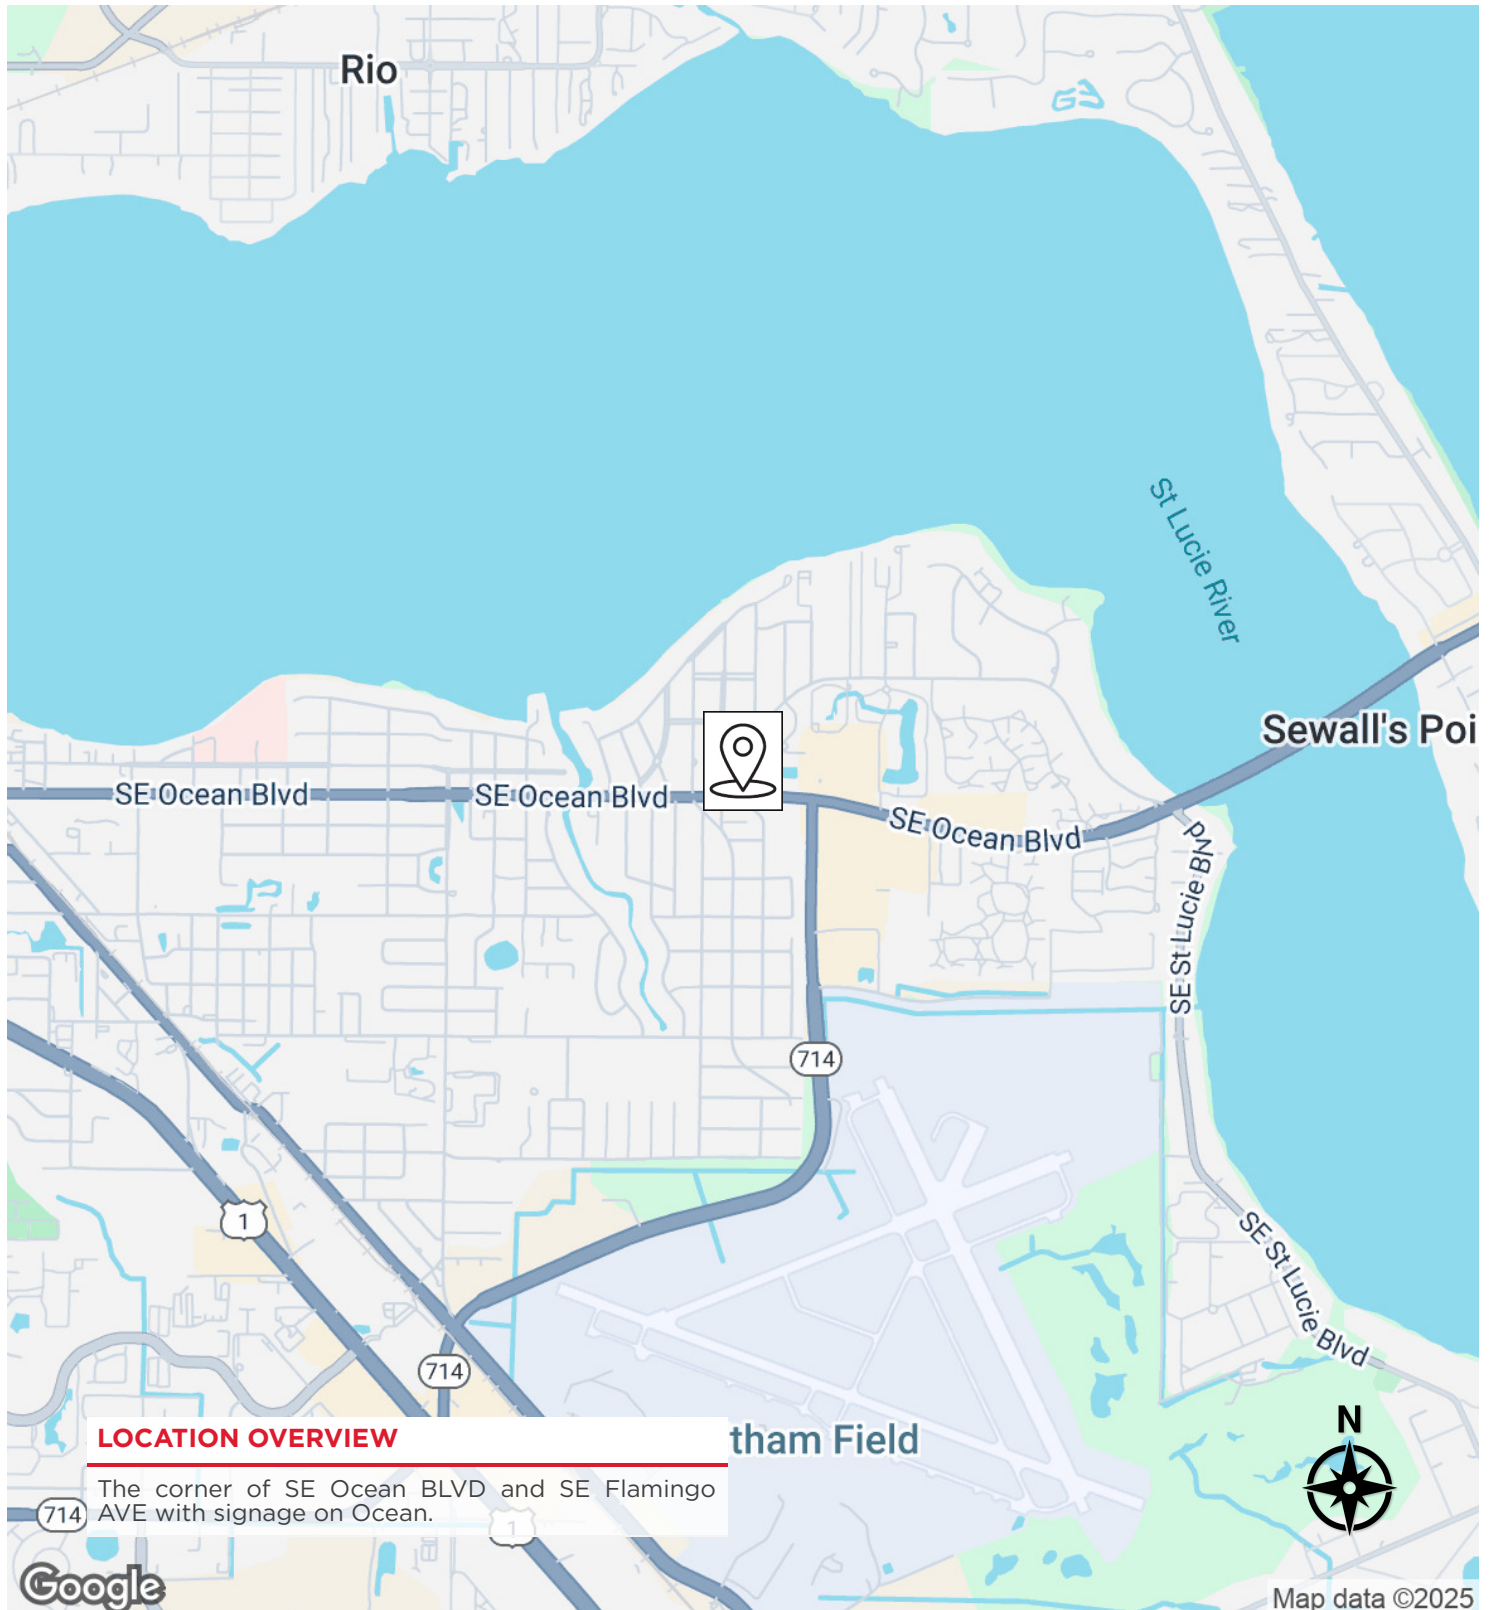 Rio
St Lucie River
Sewall's Poi
SE Ocean Blvd
SE Ocean Blvd
SE Ocean Blvd
SE St Lucie Blvd
714
1
SE St Lucie Blvd
714
LOCATION OVERVIEW
tham Field
N
The corner of SE Ocean BLVD and SE Flamingo
AVE with signage on Ocean.
714
1
Google
Map data ©2025